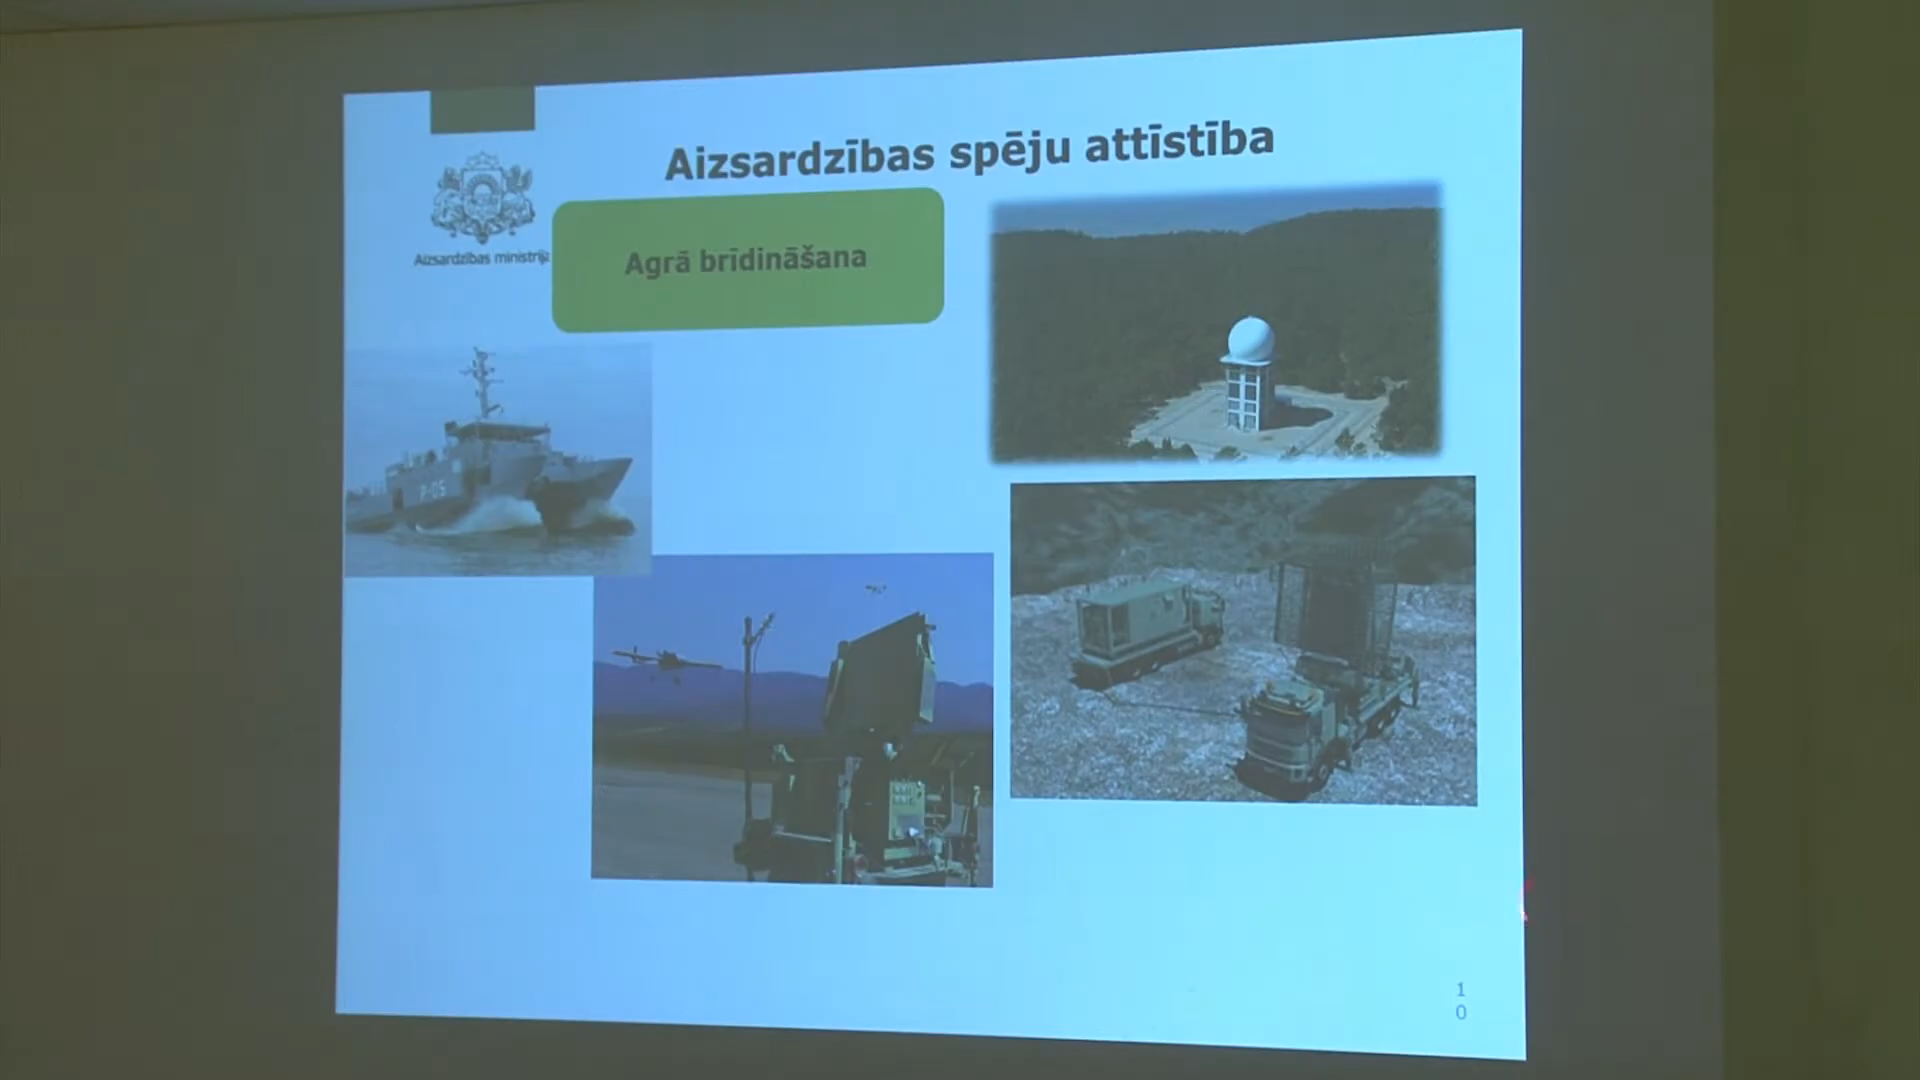 Aizsardzības spēju attīstība
Aizsardzības ministrija
Agrā brīdināšana
P-05
1
0